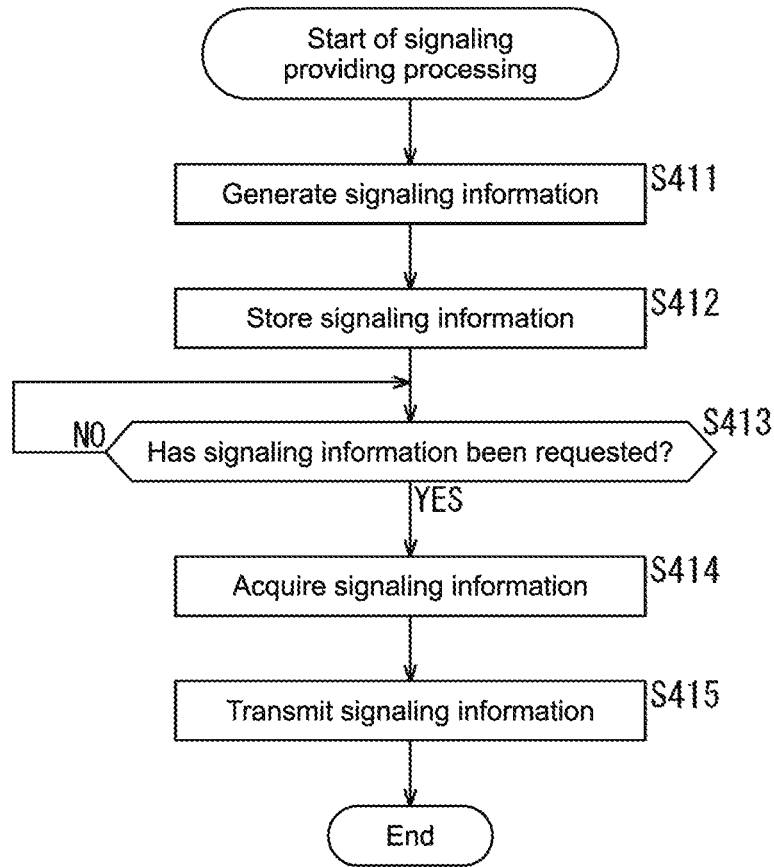 Start of signaling
providing processing
Generate signaling information
S411
Store signaling information
S412
Has signaling information been requested?
S413
NO
YES
Acquire signaling information
S414
Transmit signaling information
S415
End